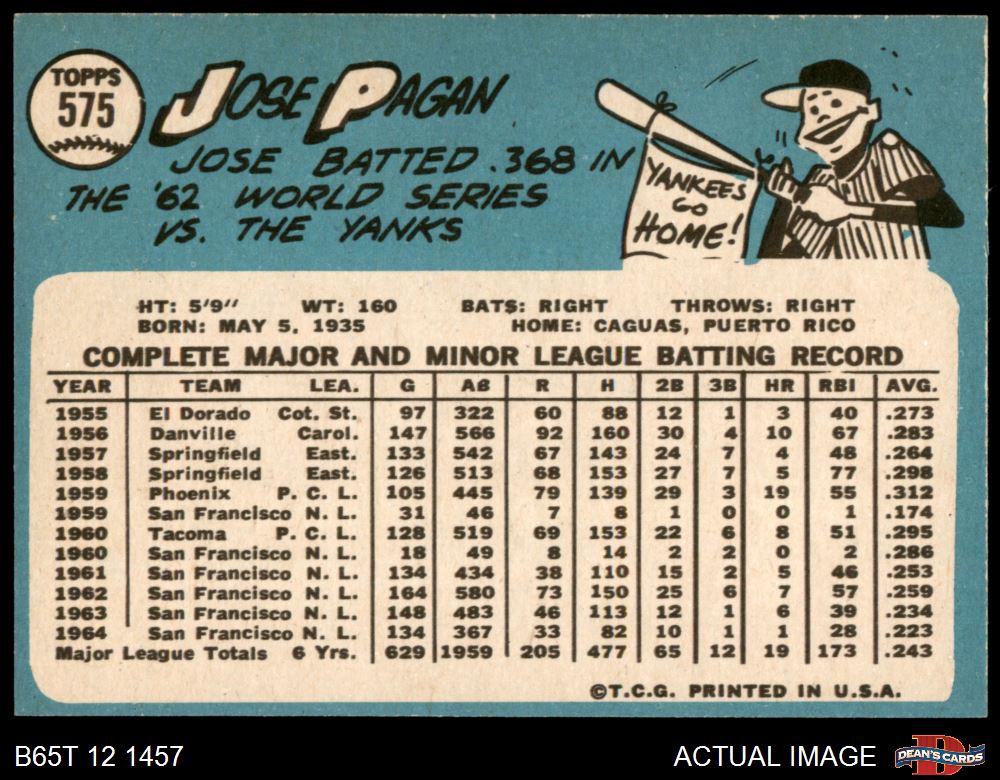 TOPPS
575
JOSE PAGAN
JOSE BATTED .368 IN
THE '62 WORLD SERIES
VS. THE YANKS
YANKEES
GO
HOME!
HT: 5'9" WT: 160 BATS: RIGHT THROWS: RIGHT
BORN: MAY 5, 1935 HOME: CAGUAS, PUERTO RICO
COMPLETE MAJOR AND MINOR LEAGUE BATTING RECORD
YEAR TEAM LEA. G AB R H 2B 3B HR RBI AVG.
1955 El Dorado Cot. St. 97 322 60 88 12 1 3 40 .273
1956 Danville Carol. 147 566 92 160 30 4 10 67 .283
1957 Springfield East. 133 542 67 143 24 7 4 48 .264
1958 Springfield East. 126 513 68 153 27 7 5 77 .298
1959 Phoenix P. C. L. 105 445 79 139 29 3 19 55 .312
1959 San Francisco N. L. 31 46 7 8 1 0 0 1 .174
1960 Tacoma P. C. L. 128 519 69 153 22 6 8 51 .295
1960 San Francisco N. L. 18 49 8 14 2 2 0 2 .286
1961 San Francisco N. L. 134 434 38 110 15 2 5 46 .253
1962 San Francisco N. L. 164 580 73 150 25 6 7 57 .259
1963 San Francisco N. L. 148 483 46 113 12 1 6 39 .234
1964 San Francisco N. L. 134 367 33 82 10 1 1 28 .223
Major League Totals 6 Yrs. 629 1959 205 477 65 12 19 173 .243
©T.C.G. PRINTED IN U.S.A.
B65T 12 1457 ACTUAL IMAGE
D
DEAN'S CARDS